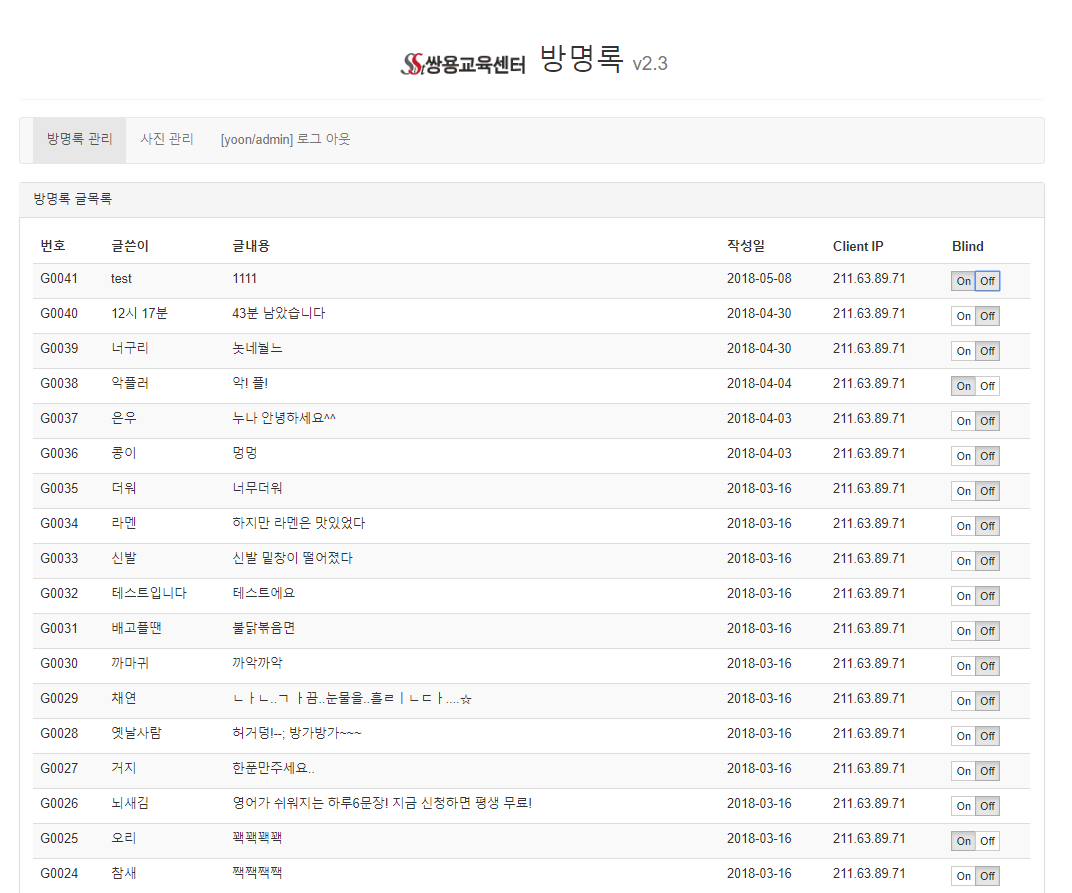 쌍용교육센터 방명록 v2.3
방명록 관리 사진 관리 [yoon/admin] 로그 아웃
방명록 글목록
번호 글쓴이 글내용 작성일 Client IP Blind
G0041 test 1111 2018-05-08 211.63.89.71 On Off
G0040 12시 17분 43분 남았습니다 2018-04-30 211.63.89.71 On Off
G0039 너구리 놋네월느 2018-04-30 211.63.89.71 On Off
G0038 악플러 악! 플! 2018-04-04 211.63.89.71 On Off
G0037 은우 누나 안녕하세요^^ 2018-04-03 211.63.89.71 On Off
G0036 콩이 멍멍 2018-04-03 211.63.89.71 On Off
G0035 더워 너무더워 2018-03-16 211.63.89.71 On Off
G0034 라멘 하지만 라멘은 맛있었다 2018-03-16 211.63.89.71 On Off
G0033 신발 신발 밑창이 떨어졌다 2018-03-16 211.63.89.71 On Off
G0032 테스트입니다 테스트에요 2018-03-16 211.63.89.71 On Off
G0031 배고플땐 불닭볶음면 2018-03-16 211.63.89.71 On Off
G0030 까마귀 까악까악 2018-03-16 211.63.89.71 On Off
G0029 채연 ㄴㅏㄴ..ㄱ ㅏ끔..눈물을..흘ㄹㅣㄴㄷㅏ....☆ 2018-03-16 211.63.89.71 On Off
G0028 옛날사람 허거덩!--; 방가방가~~~ 2018-03-16 211.63.89.71 On Off
G0027 거지 한푼만주세요.. 2018-03-16 211.63.89.71 On Off
G0026 뇌새김 영어가 쉬워지는 하루6문장! 지금 신청하면 평생 무료! 2018-03-16 211.63.89.71 On Off
G0025 오리 꽥꽥꽥꽥 2018-03-16 211.63.89.71 On Off
G0024 참새 짹짹짹짹 2018-03-16 211.63.89.71 On Off